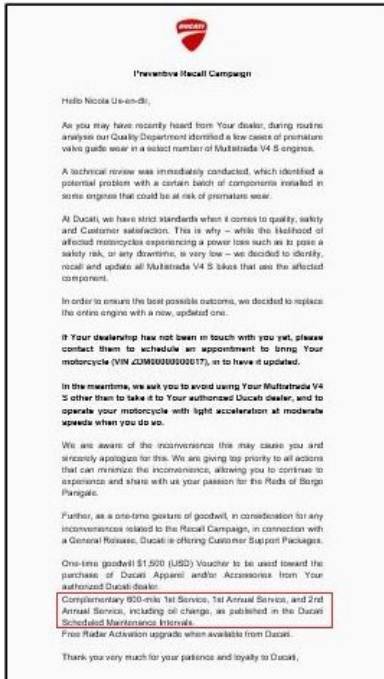 DUCATI
Preventive Recall Campaign
Hello Nicola Us-en-dlr,
As you may have recently heard from Your dealer, during routine
analysis our Quality Department identified a few cases of premature
valve guide wear in a select number of Multistrada V4 S engines.
A technical review was immediately conducted, which identified a
potential problem with a certain batch of components installed in
some engines that could be at risk of premature wear.
At Ducati, we have strict standards when it comes to quality, safety
and Customer satisfaction. This is why – while the likelihood of
affected motorcycles experiencing a power loss such as to pose a
safety risk, or any downtime, is very low – we decided to identify,
recall and update all Multistrada V4 S bikes that use the affected
component.
In order to ensure the best possible outcome, we decided to replace
the entire engine with a new, updated one.
If Your dealership has not been in touch with you yet, please
contact them to schedule an appointment to bring Your
motorcycle (VIN ), in to have it updated.
In the meantime, we ask you to avoid using Your Multistrada V4
S other than to take it to Your authorized Ducati dealer, and to
operate your motorcycle with light acceleration at moderate
speeds when you do so.
We are aware of the inconvenience this may cause you and
sincerely apologize for this. We are giving top priority to all actions
that can minimize the inconvenience, allowing you to continue to
experience and share with us your passion for the Reds of Borgo
Panigale.
Further, as a one-time gesture of goodwill, in consideration for any
inconveniences related to the Recall Campaign, in connection with
a General Release, Ducati is offering Customer Support Packages.
One-time goodwill $1,500 (USD) Voucher to be used toward the
purchase of Ducati Apparel and/or Accessories from Your
authorized Ducati dealer.
Complementary 600-mile 1st Service, 1st Annual Service, and 2nd
Annual Service, including oil change, as published in the Ducati
Scheduled Maintenance Intervals.
Free Radar Activation upgrade when available from Ducati.
Thank you very much for your patience and loyalty to Ducati,